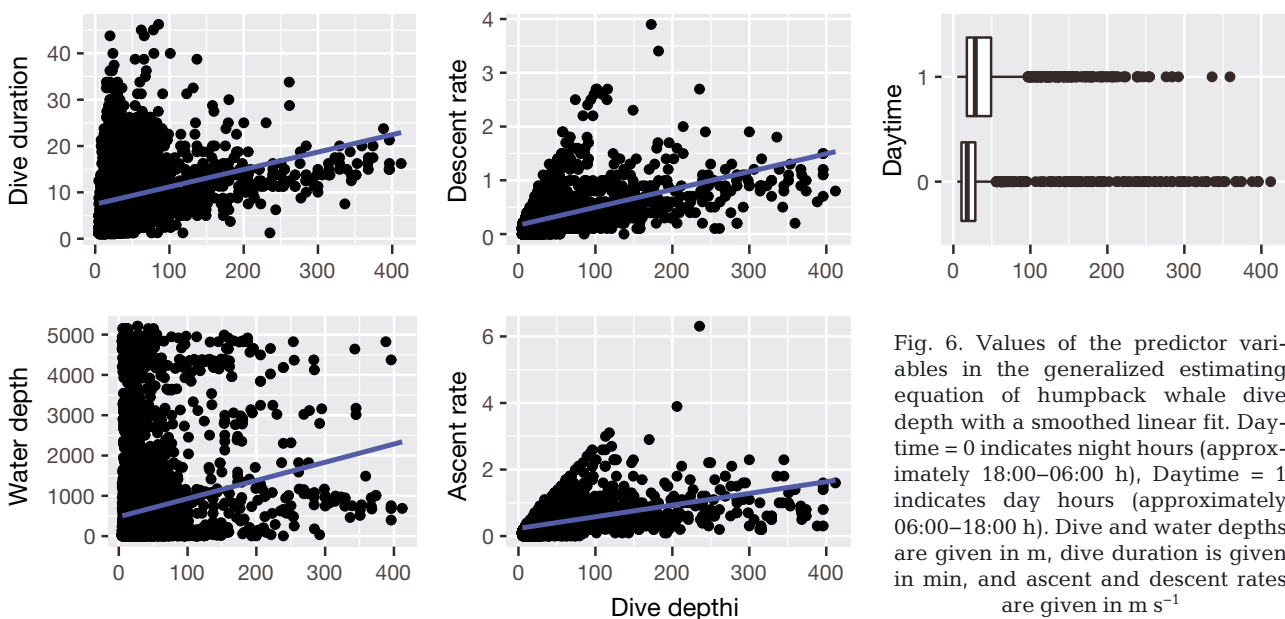 Dive duration
40
30
20
10
0
0 100 200 300 400
Descent rate
4
3
2
1
0
0 100 200 300 400
Daytime
1
0
0 100 200 300 400
Water depth
5000
4000
3000
2000
1000
0
0 100 200 300 400
Ascent rate
6
4
2
0
0 100 200 300 400
Dive depthi
Fig. 6. Values of the predictor vari-
ables in the generalized estimating
equation of humpback whale dive
depth with a smoothed linear fit. Day-
time = 0 indicates night hours (approx-
imately 18:00–06:00 h), Daytime = 1
indicates day hours (approximately
06:00–18:00 h). Dive and water depths
are given in m, dive duration is given
in min, and ascent and descent rates
are given in m s⁻¹